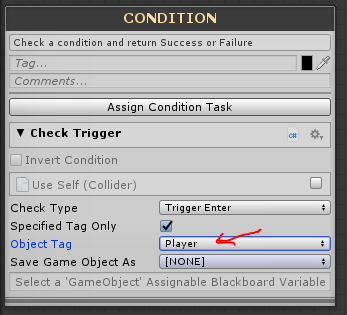 CONDITION
Check a condition and return Success or Failure
Tag...
Comments...
Assign Condition Task
▼ Check Trigger
C#
Invert Condition
Use Self (Collider)
Check Type Trigger Enter
Specified Tag Only
Object Tag Player
Save Game Object As [NONE]
Select a 'GameObject' Assignable Blackboard Variable